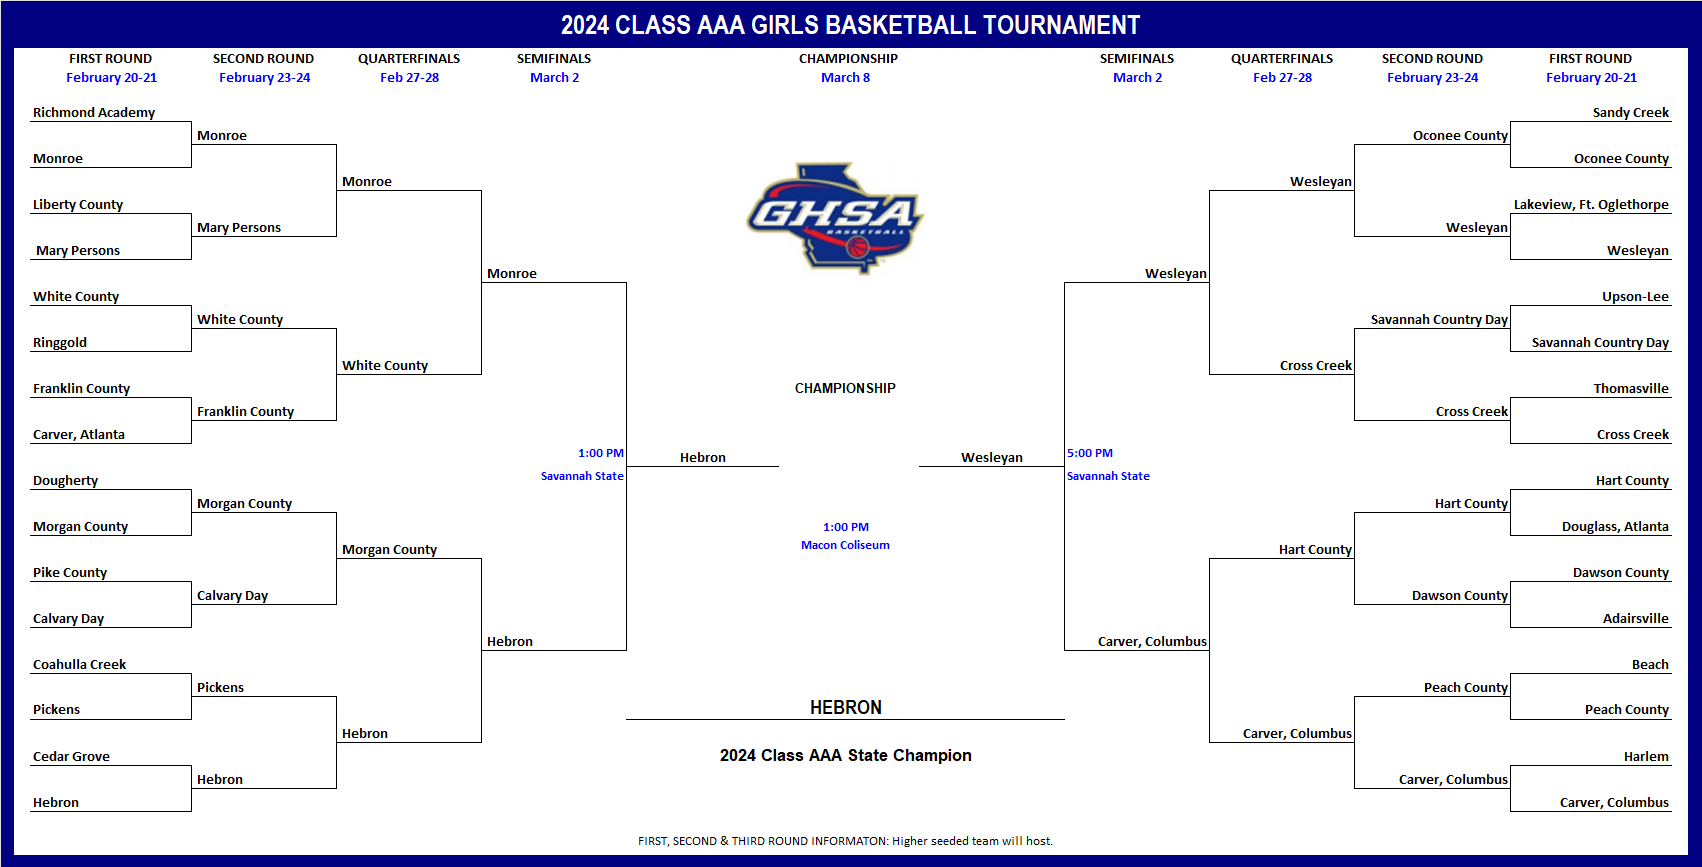 2024 CLASS AAA GIRLS BASKETBALL TOURNAMENT
FIRST ROUND SECOND ROUND QUARTERFINALS SEMIFINALS CHAMPIONSHIP SEMIFINALS QUARTERFINALS SECOND ROUND FIRST ROUND
February 20-21 February 23-24 Feb 27-28 March 2 March 8 March 2 Feb 27-28 February 23-24 February 20-21
Richmond Academy Sandy Creek
Monroe Oconee County
Monroe Oconee County
Monroe Wesleyan
Liberty County Lakeview, Ft. Oglethorpe
GHSA
BASKETBALL
Mary Persons Wesleyan
Mary Persons Wesleyan
Monroe Wesleyan
White County Upson-Lee
White County Savannah Country Day
Ringgold Savannah Country Day
White County Cross Creek
Franklin County CHAMPIONSHIP Thomasville
Franklin County Cross Creek
Carver, Atlanta Cross Creek
1:00 PM 5:00 PM
Hebron Wesleyan
Savannah State Savannah State
Dougherty Hart County
Morgan County Hart County
Morgan County 1:00 PM Douglass, Atlanta
Morgan County Macon Coliseum Hart County
Pike County Dawson County
Calvary Day Dawson County
Calvary Day Adairsville
Hebron Carver, Columbus
Coahulla Creek Beach
Pickens Peach County
Pickens HEBRON Peach County
Hebron Carver, Columbus
Cedar Grove 2024 Class AAA State Champion Harlem
Hebron Carver, Columbus
Hebron Carver, Columbus
FIRST, SECOND & THIRD ROUND INFORMATON: Higher seeded team will host.